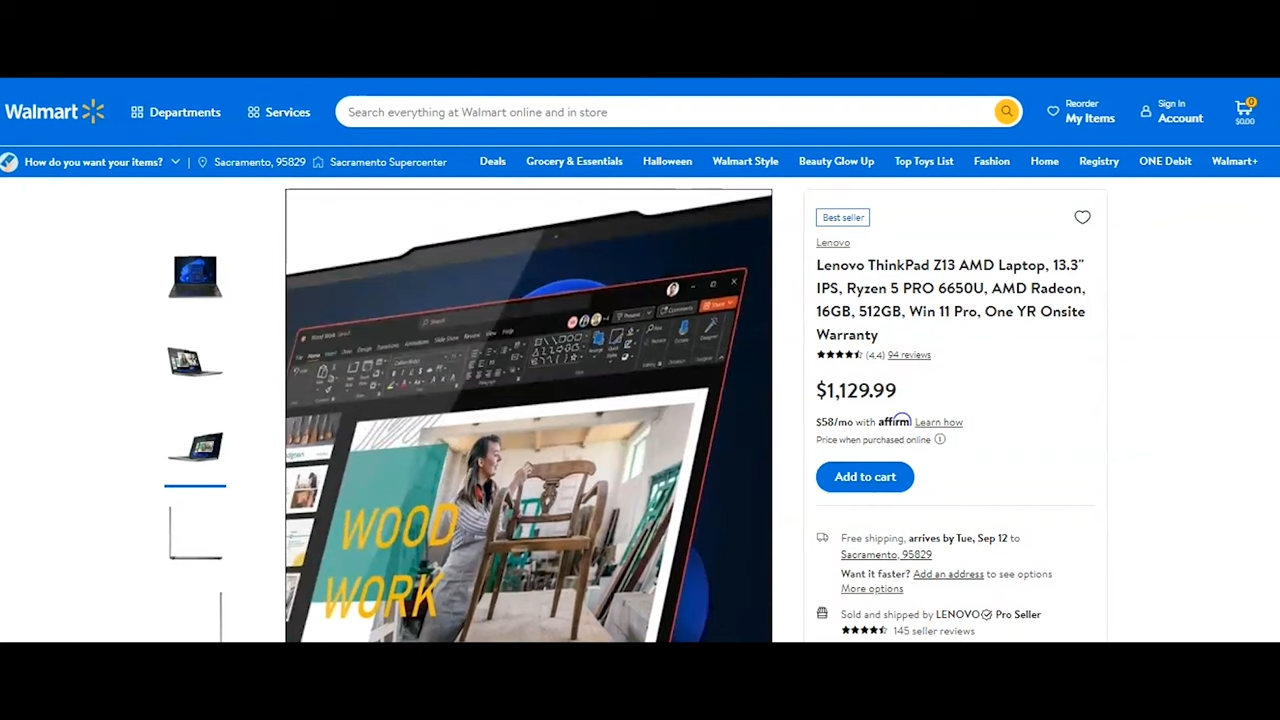 Walmart
Departments
Services
Search everything at Walmart online and in store
Reorder
My Items
Sign In
Account
0
$0.00
How do you want your items?
Sacramento, 95829
Sacramento Supercenter
Deals
Grocery & Essentials
Halloween
Walmart Style
Beauty Glow Up
Top Toys List
Fashion
Home
Registry
ONE Debit
Walmart+
Search
Home
View
Help
WOOD
WORK
Best seller
Lenovo
Lenovo ThinkPad Z13 AMD Laptop, 13.3"
IPS, Ryzen 5 PRO 6650U, AMD Radeon,
16GB, 512GB, Win 11 Pro, One YR Onsite
Warranty
(4.4) 94 reviews
$1,129.99
$58/mo with affirm Learn how
Price when purchased online
Add to cart
Free shipping, arrives by Tue, Sep 12 to
Sacramento, 95829
Want it faster? Add an address to see options
More options
Sold and shipped by LENOVO Pro Seller
145 seller reviews